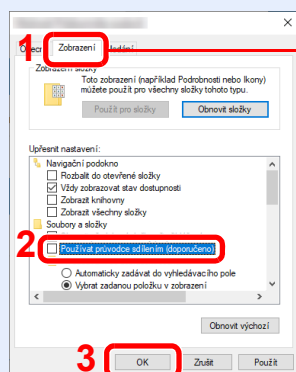 1
Zobrazení
Zobrazení složky
Toto zobrazení (například Podrobnosti nebo Ikony)
můžete použít pro všechny složky tohoto typu.
Použít pro složky
Obnovit složky
Upřesnit nastavení:
Navigační podokno
Rozbalit do otevřené složky
Vždy zobrazovat stav dostupnosti
Zobrazit knihovny
Zobrazit všechny složky
Soubory a složky
2
Používat průvodce sdílením (doporučeno)
Automaticky zadávat do vyhledávacího pole
Vybrat zadanou položku v zobrazení
Obnovit výchozí
3
OK
Zrušit
Použít